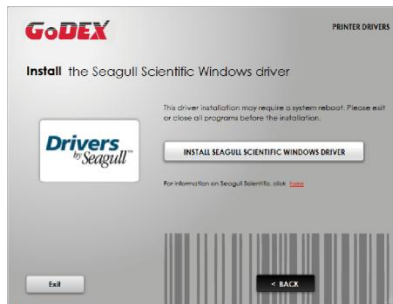 GoDEX
PRINTER DRIVERS
Install the Seagull Scientific Windows driver
This driver installation may require a system reboot. Please exit
or close all programs before the installation.
Drivers
by Seagull™
INSTALL SEAGULL SCIENTIFIC WINDOWS DRIVER
For information on Seagull Scientific, click here
Exit
< BACK